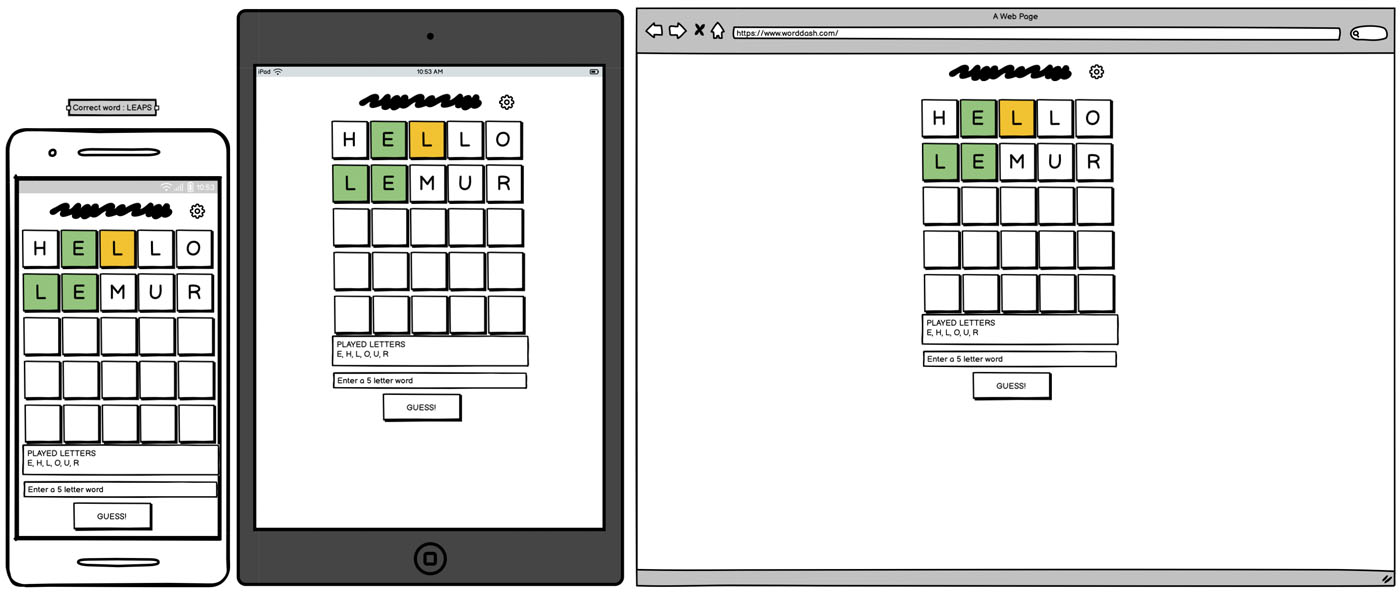 Correct word : LEAPS
10:53
H E L L O
L E M U R
PLAYED LETTERS
E, H, L, O, U, R
Enter a 5 letter word
GUESS!
iPad
10:53 AM
H E L L O
L E M U R
PLAYED LETTERS
E, H, L, O, U, R
Enter a 5 letter word
GUESS!
A Web Page
https://www.worddash.com/
H E L L O
L E M U R
PLAYED LETTERS
E, H, L, O, U, R
Enter a 5 letter word
GUESS!